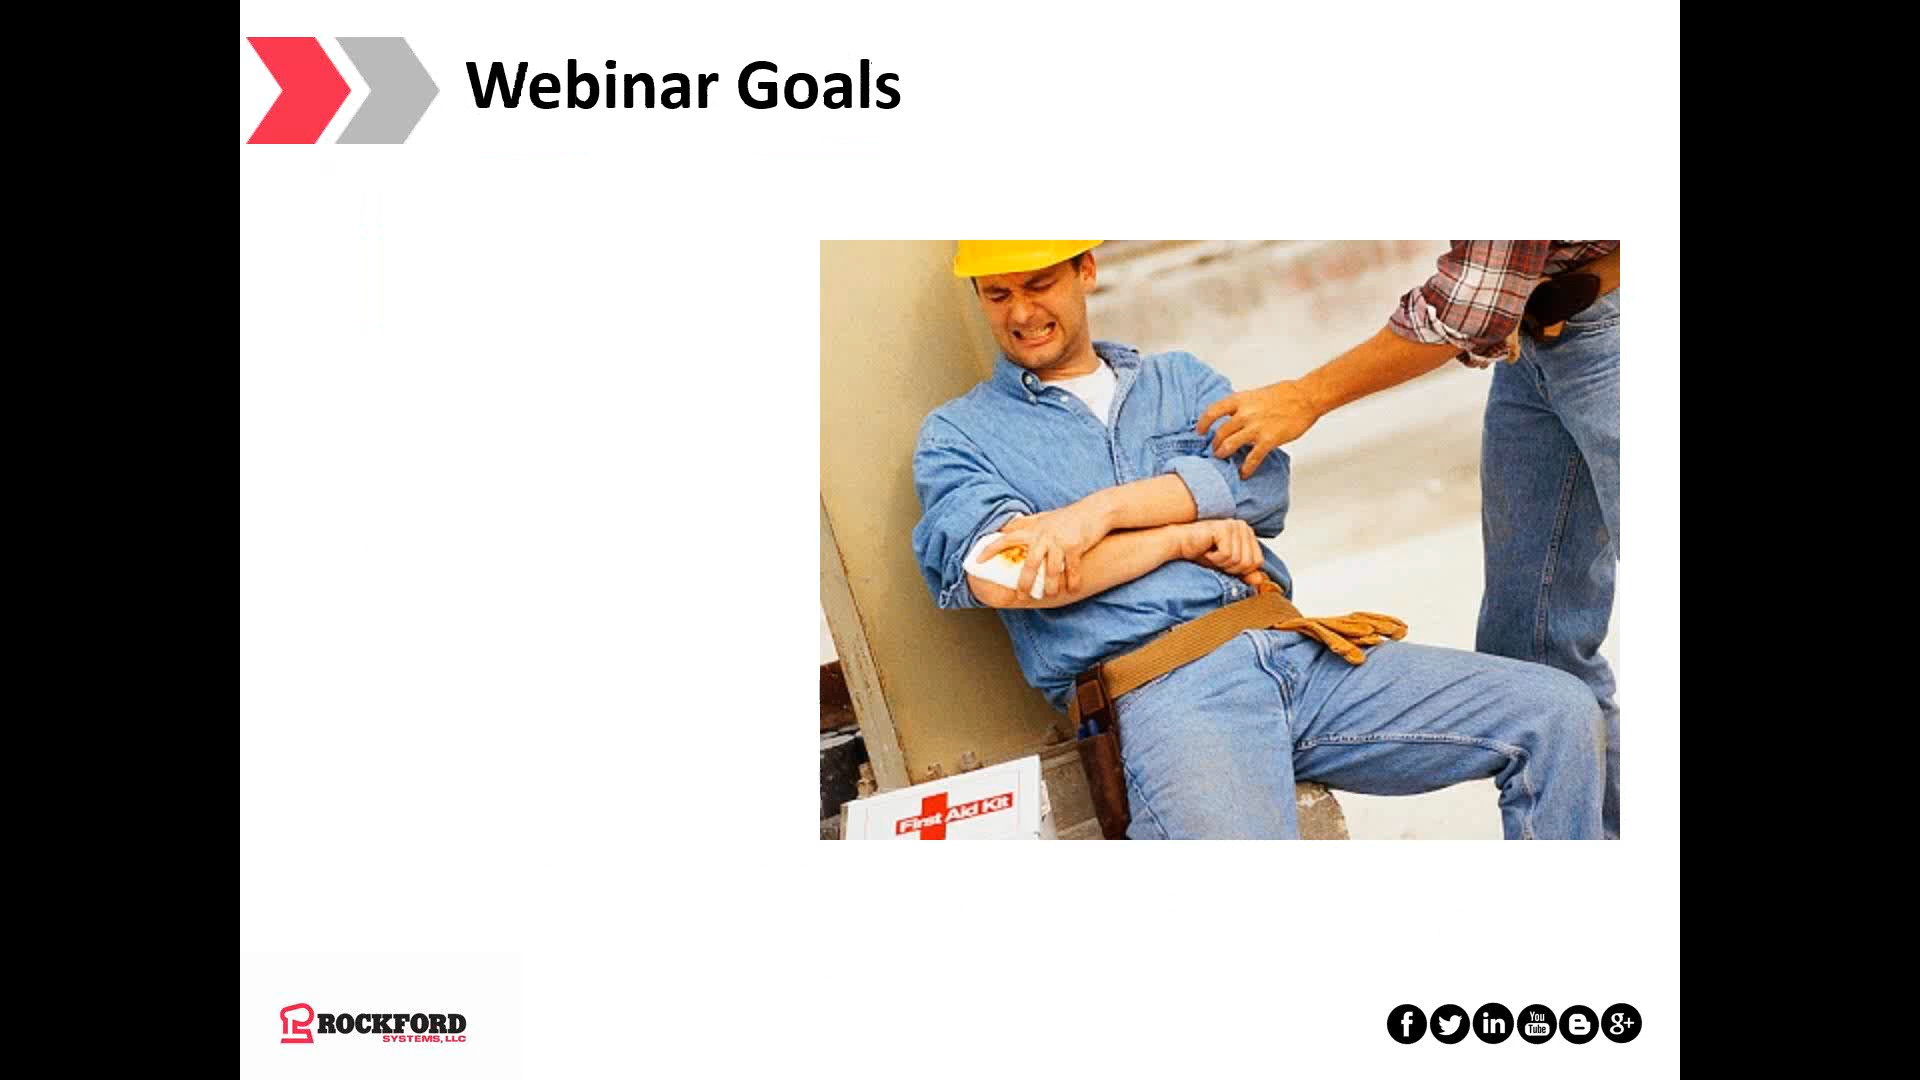 Webinar Goals
First Aid Kit
ROCKFORD
SYSTEMS, LLC
You
Tube